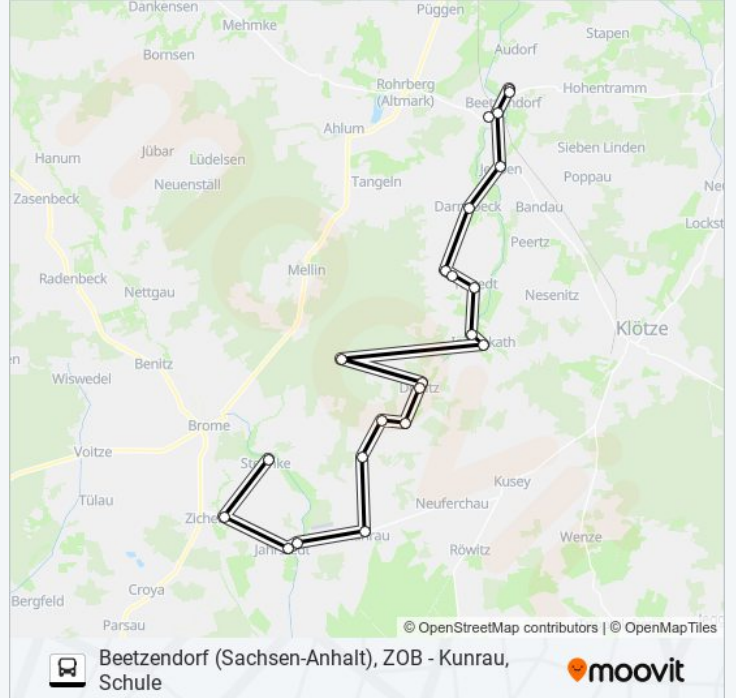 Dankensen
Püggen
Mehmke
Stapen
Audorf
Bornsen
Rohrberg
(Altmark)
Hohentramm
Ahlum
Jübar
Hanum
Lüdelsen
Sieben Linden
Neuenstall
Tangeln
Poppau
Zasenbeck
Bandau
Peertz
Mellin
Radenbeck
Nettgau
Nesenitz
Klötze
Benitz
Wiswedel
Brome
Voitze
Kusey
Tülau
Neuferchau
Wenze
Röwitz
Croya
Bergfeld
Parsau
© OpenStreetMap contributors | © OpenMapTiles
Beetzendorf (Sachsen-Anhalt), ZOB - Kunrau,
Schule
moovit